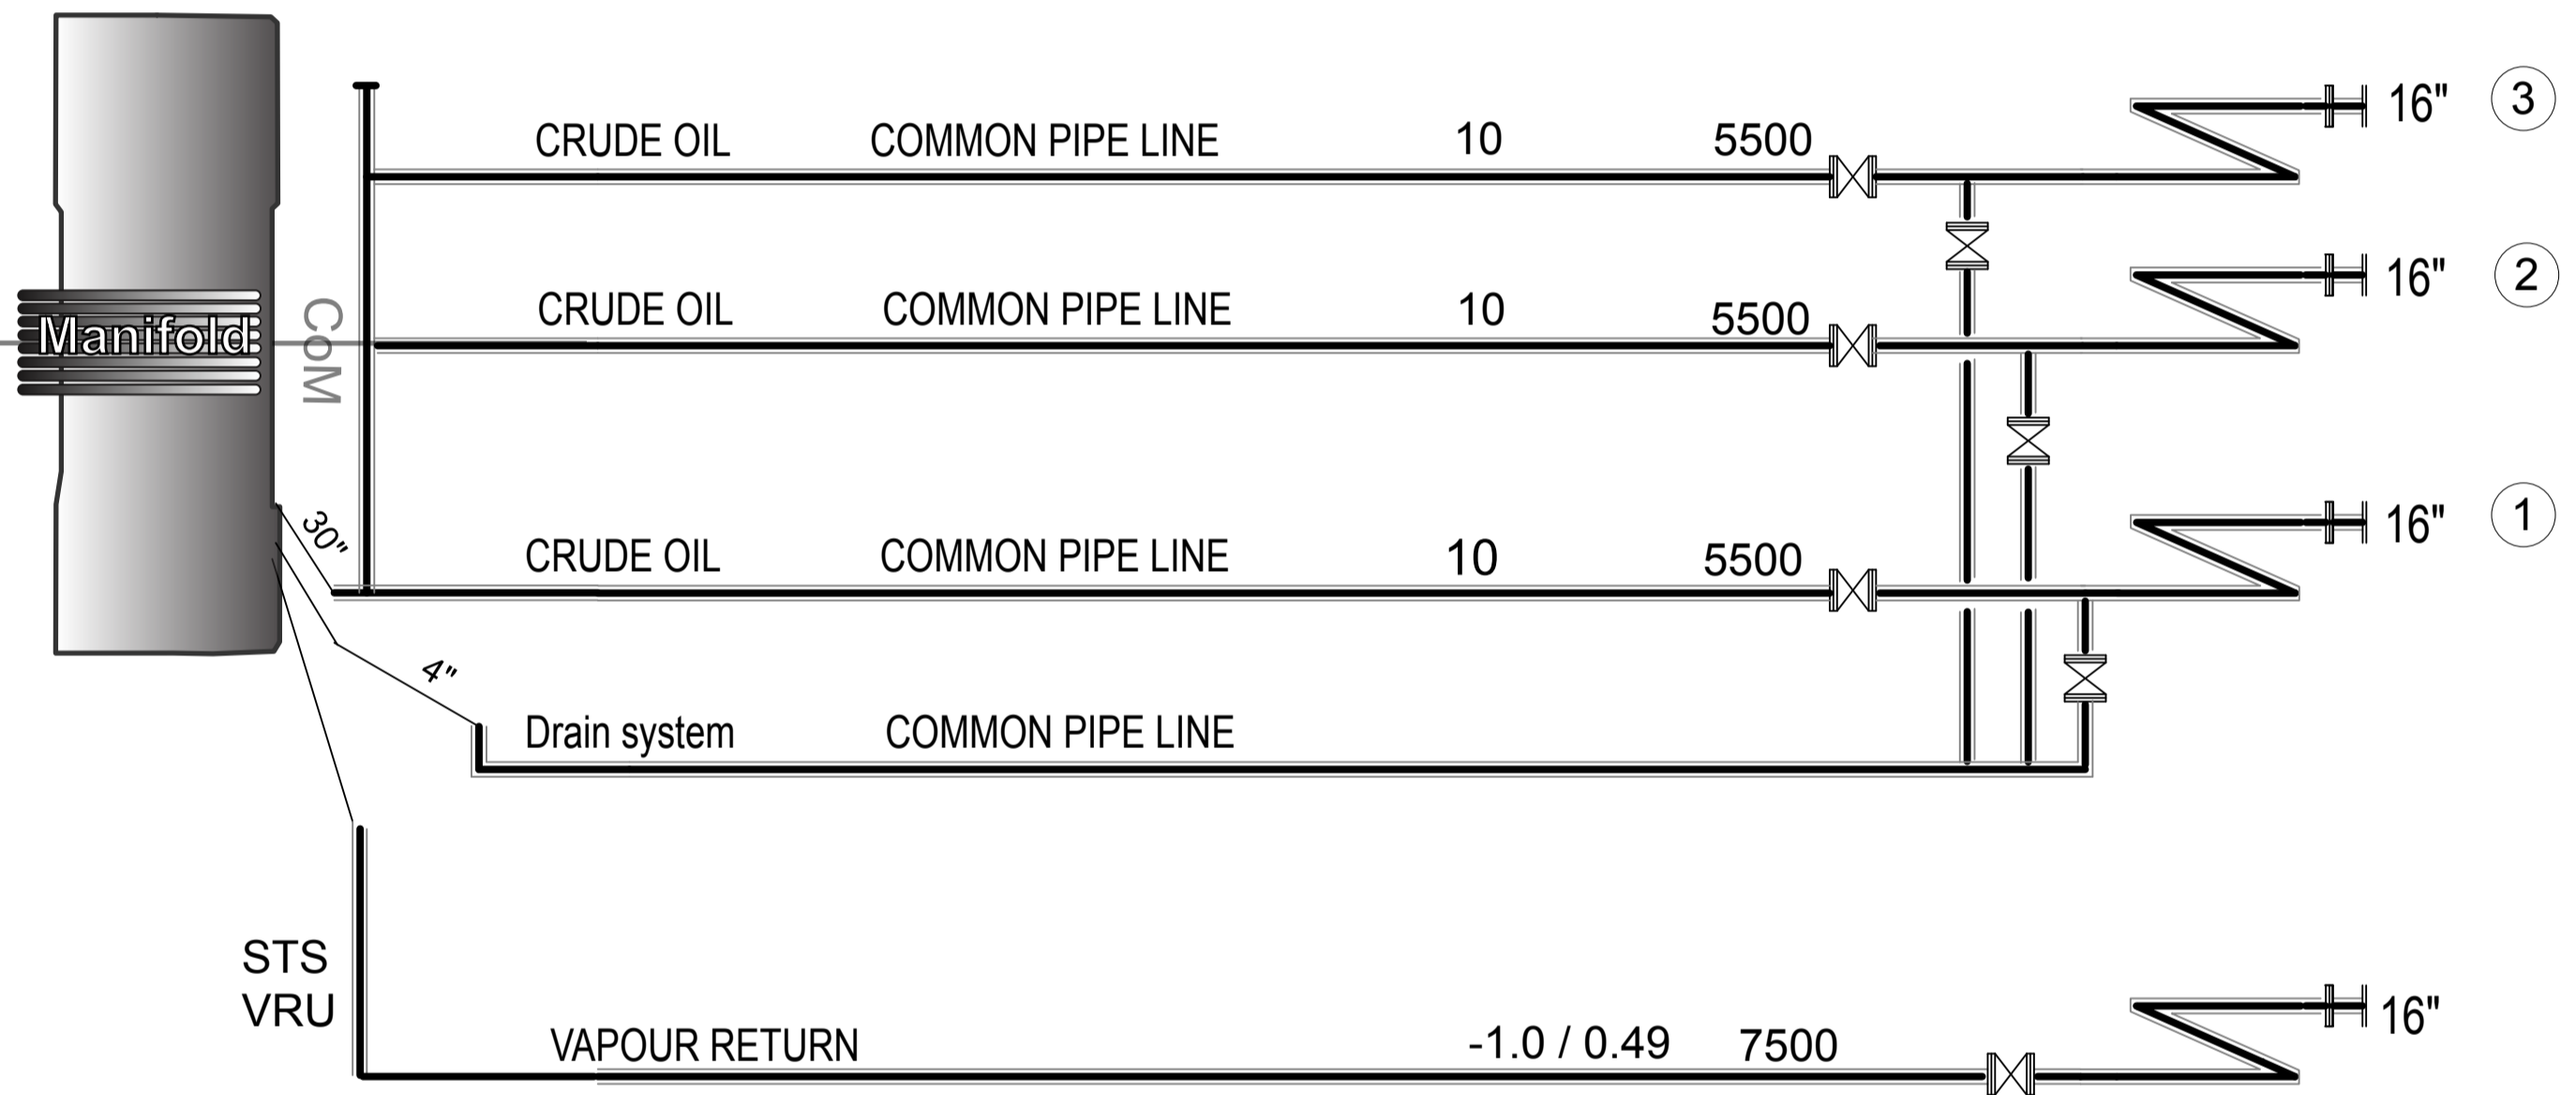 CRUDE OIL COMMON PIPE LINE 10 5500 16" 3
CRUDE OIL COMMON PIPE LINE 10 5500 16" 2
Manifold
CoM
30"
CRUDE OIL COMMON PIPE LINE 10 5500 16" 1
4"
Drain system COMMON PIPE LINE
STS
VRU
VAPOUR RETURN -1.0 / 0.49 7500 16"